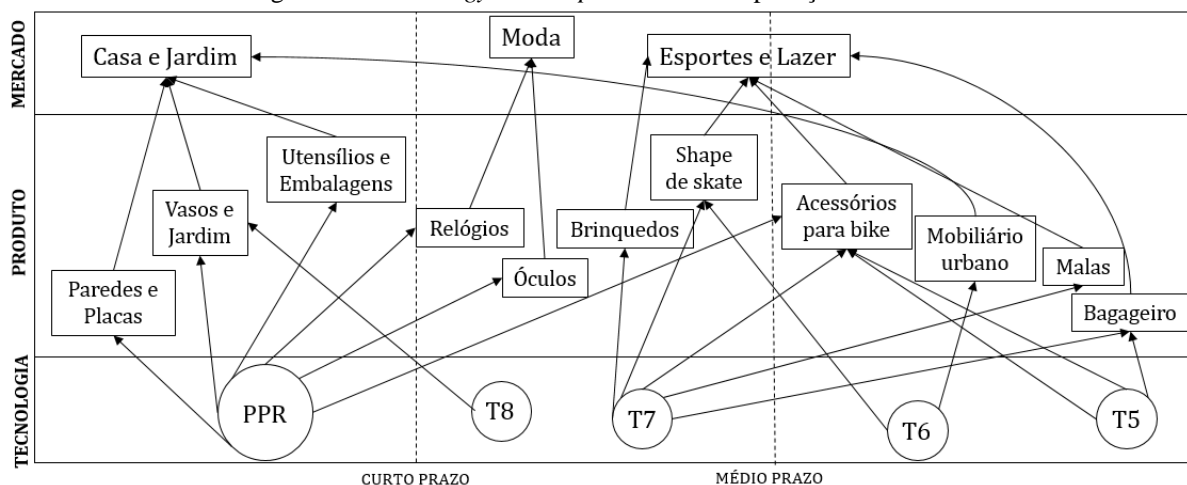 MERCADO
Casa e Jardim
Moda
Esportes e Lazer
PRODUTO
Utensílios e
Embalagens
Shape
de skate
Vasos e
Jardim
Acessórios
para bike
Relógios
Brinquedos
Mobiliário
urbano
Óculos
Malas
Paredes e
Placas
Bagageiro
TECNOLOGIA
PPR
T8
T7
T6
T5
CURTO PRAZO
MÉDIO PRAZO